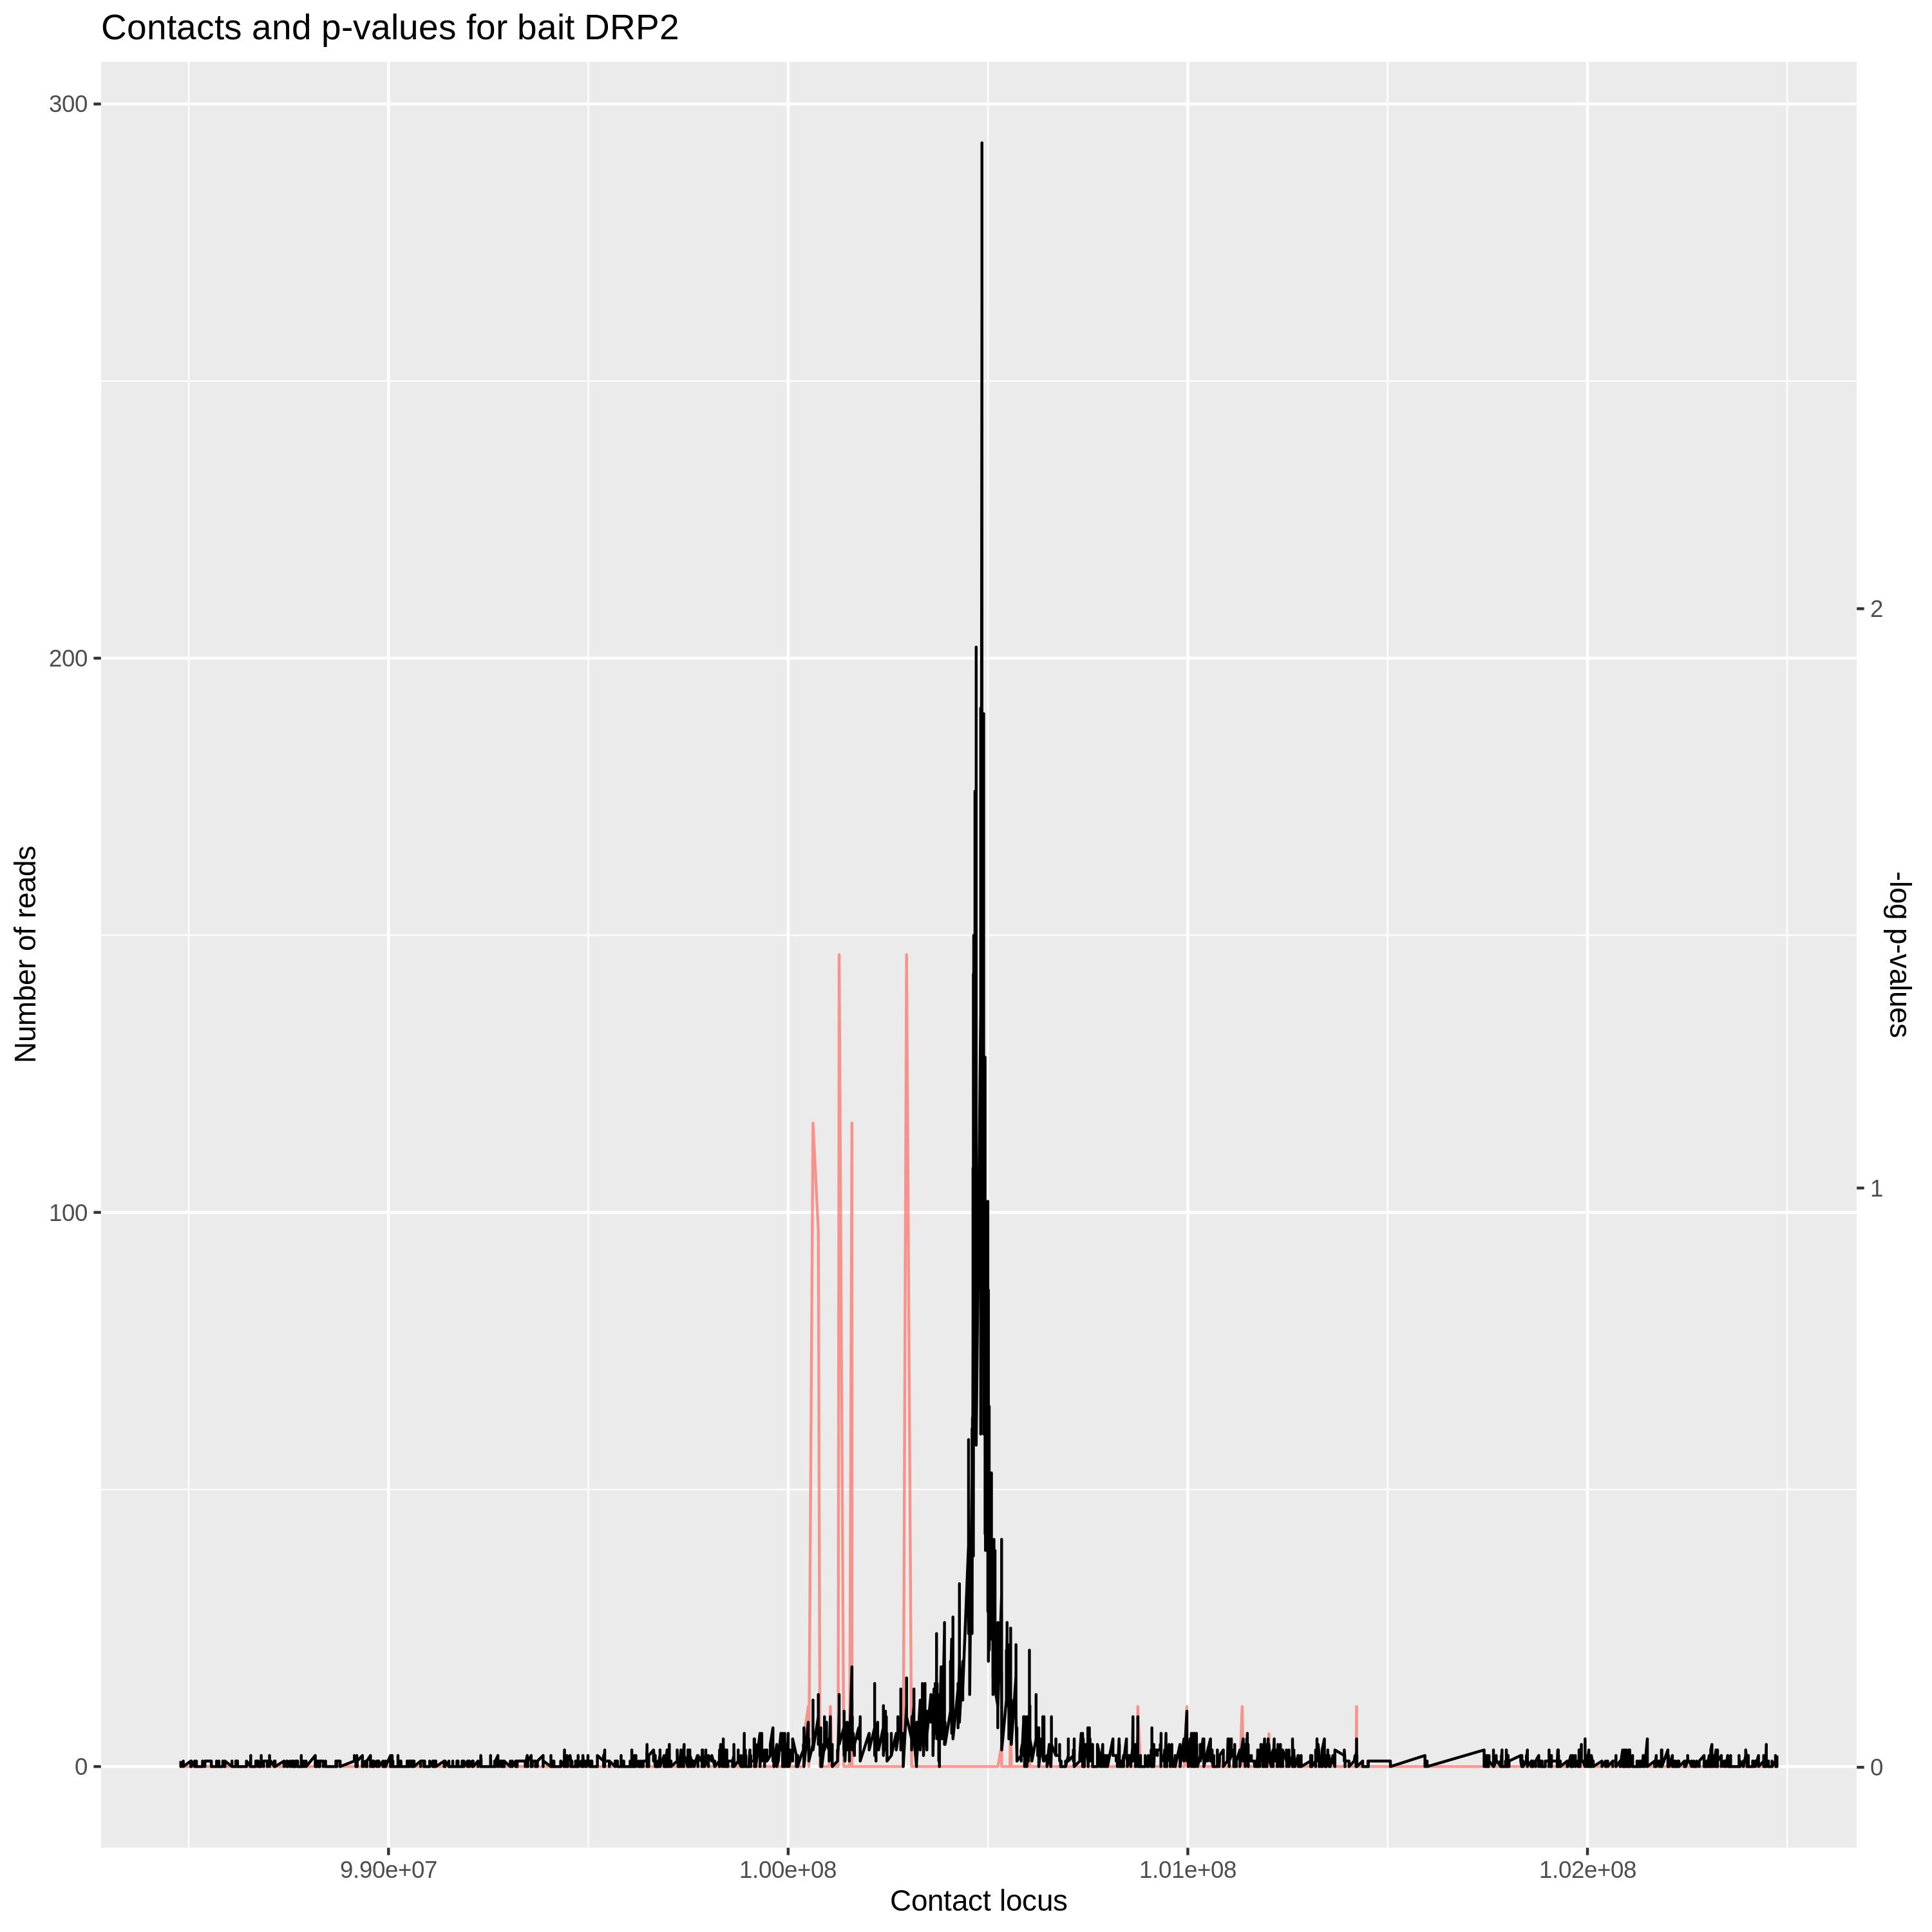 Contacts and p-values for bait DRP2
300
200
100
0
Number of reads
2
1
0
-log p-values
9.90e+07
1.00e+08
1.01e+08
1.02e+08
Contact locus